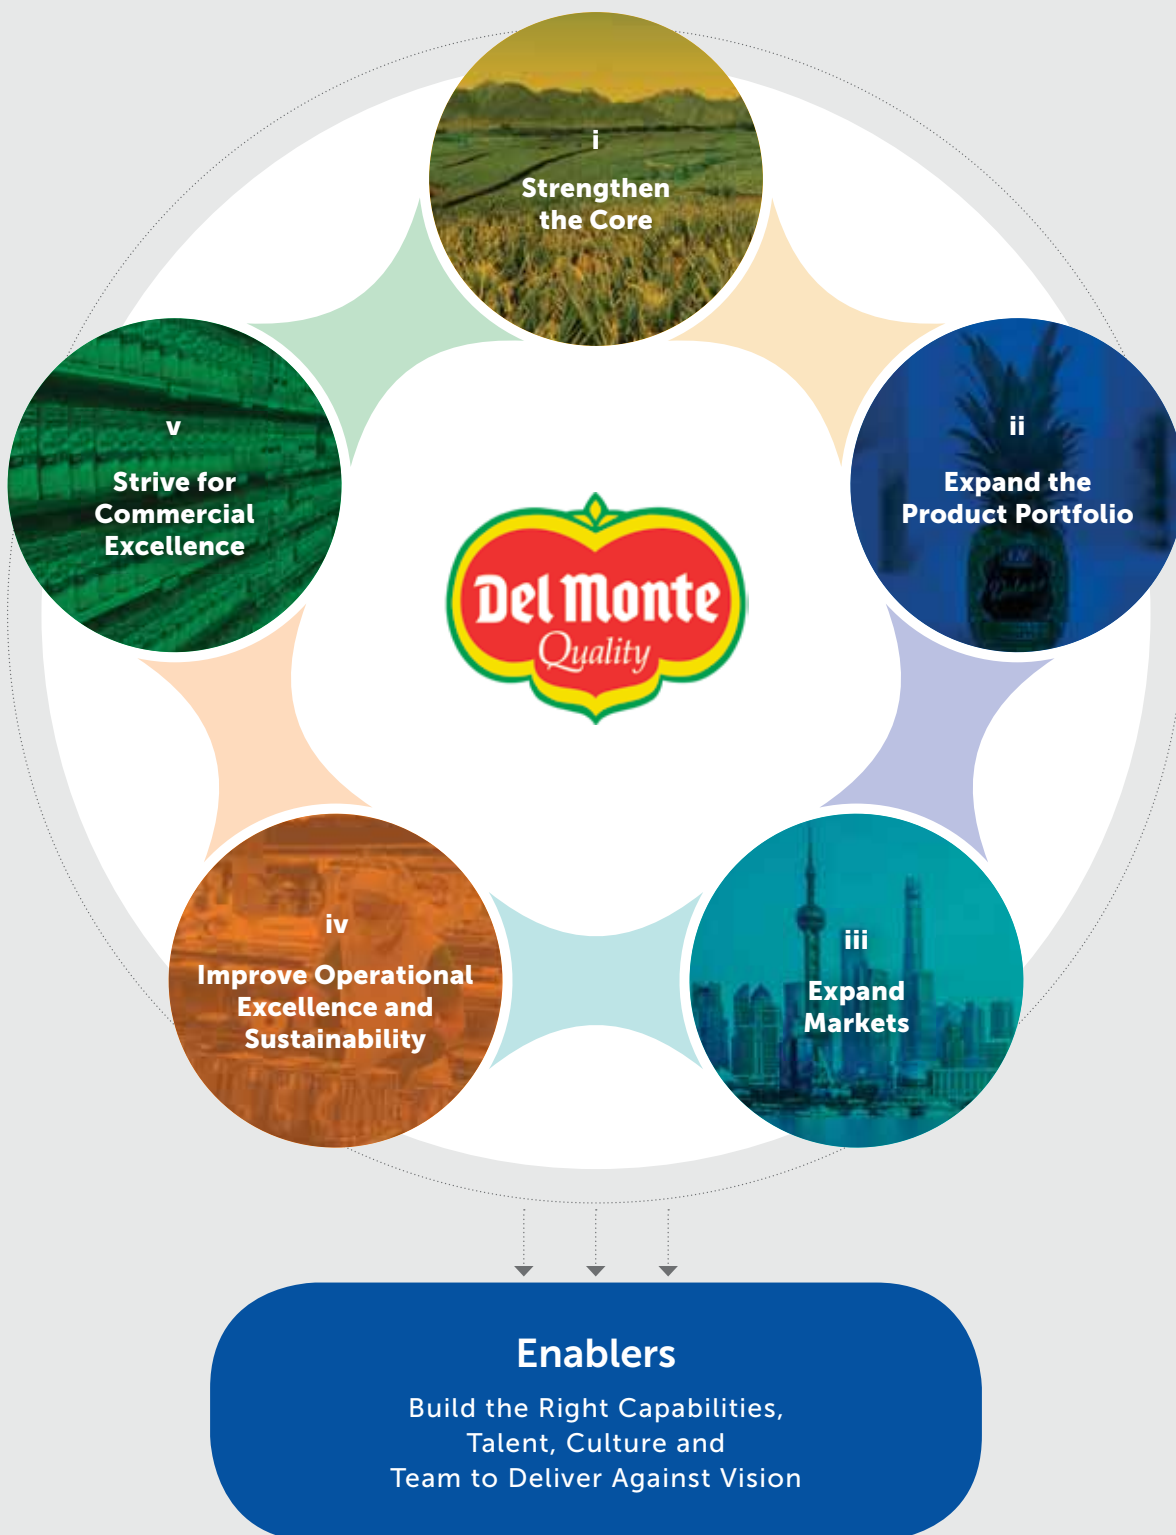 i
Strengthen
the Core
ii
Expand the
Product Portfolio
iii
Expand
Markets
iv
Improve Operational
Excellence and
Sustainability
v
Strive for
Commercial
Excellence
Del Monte
Quality
Enablers
Build the Right Capabilities,
Talent, Culture and
Team to Deliver Against Vision